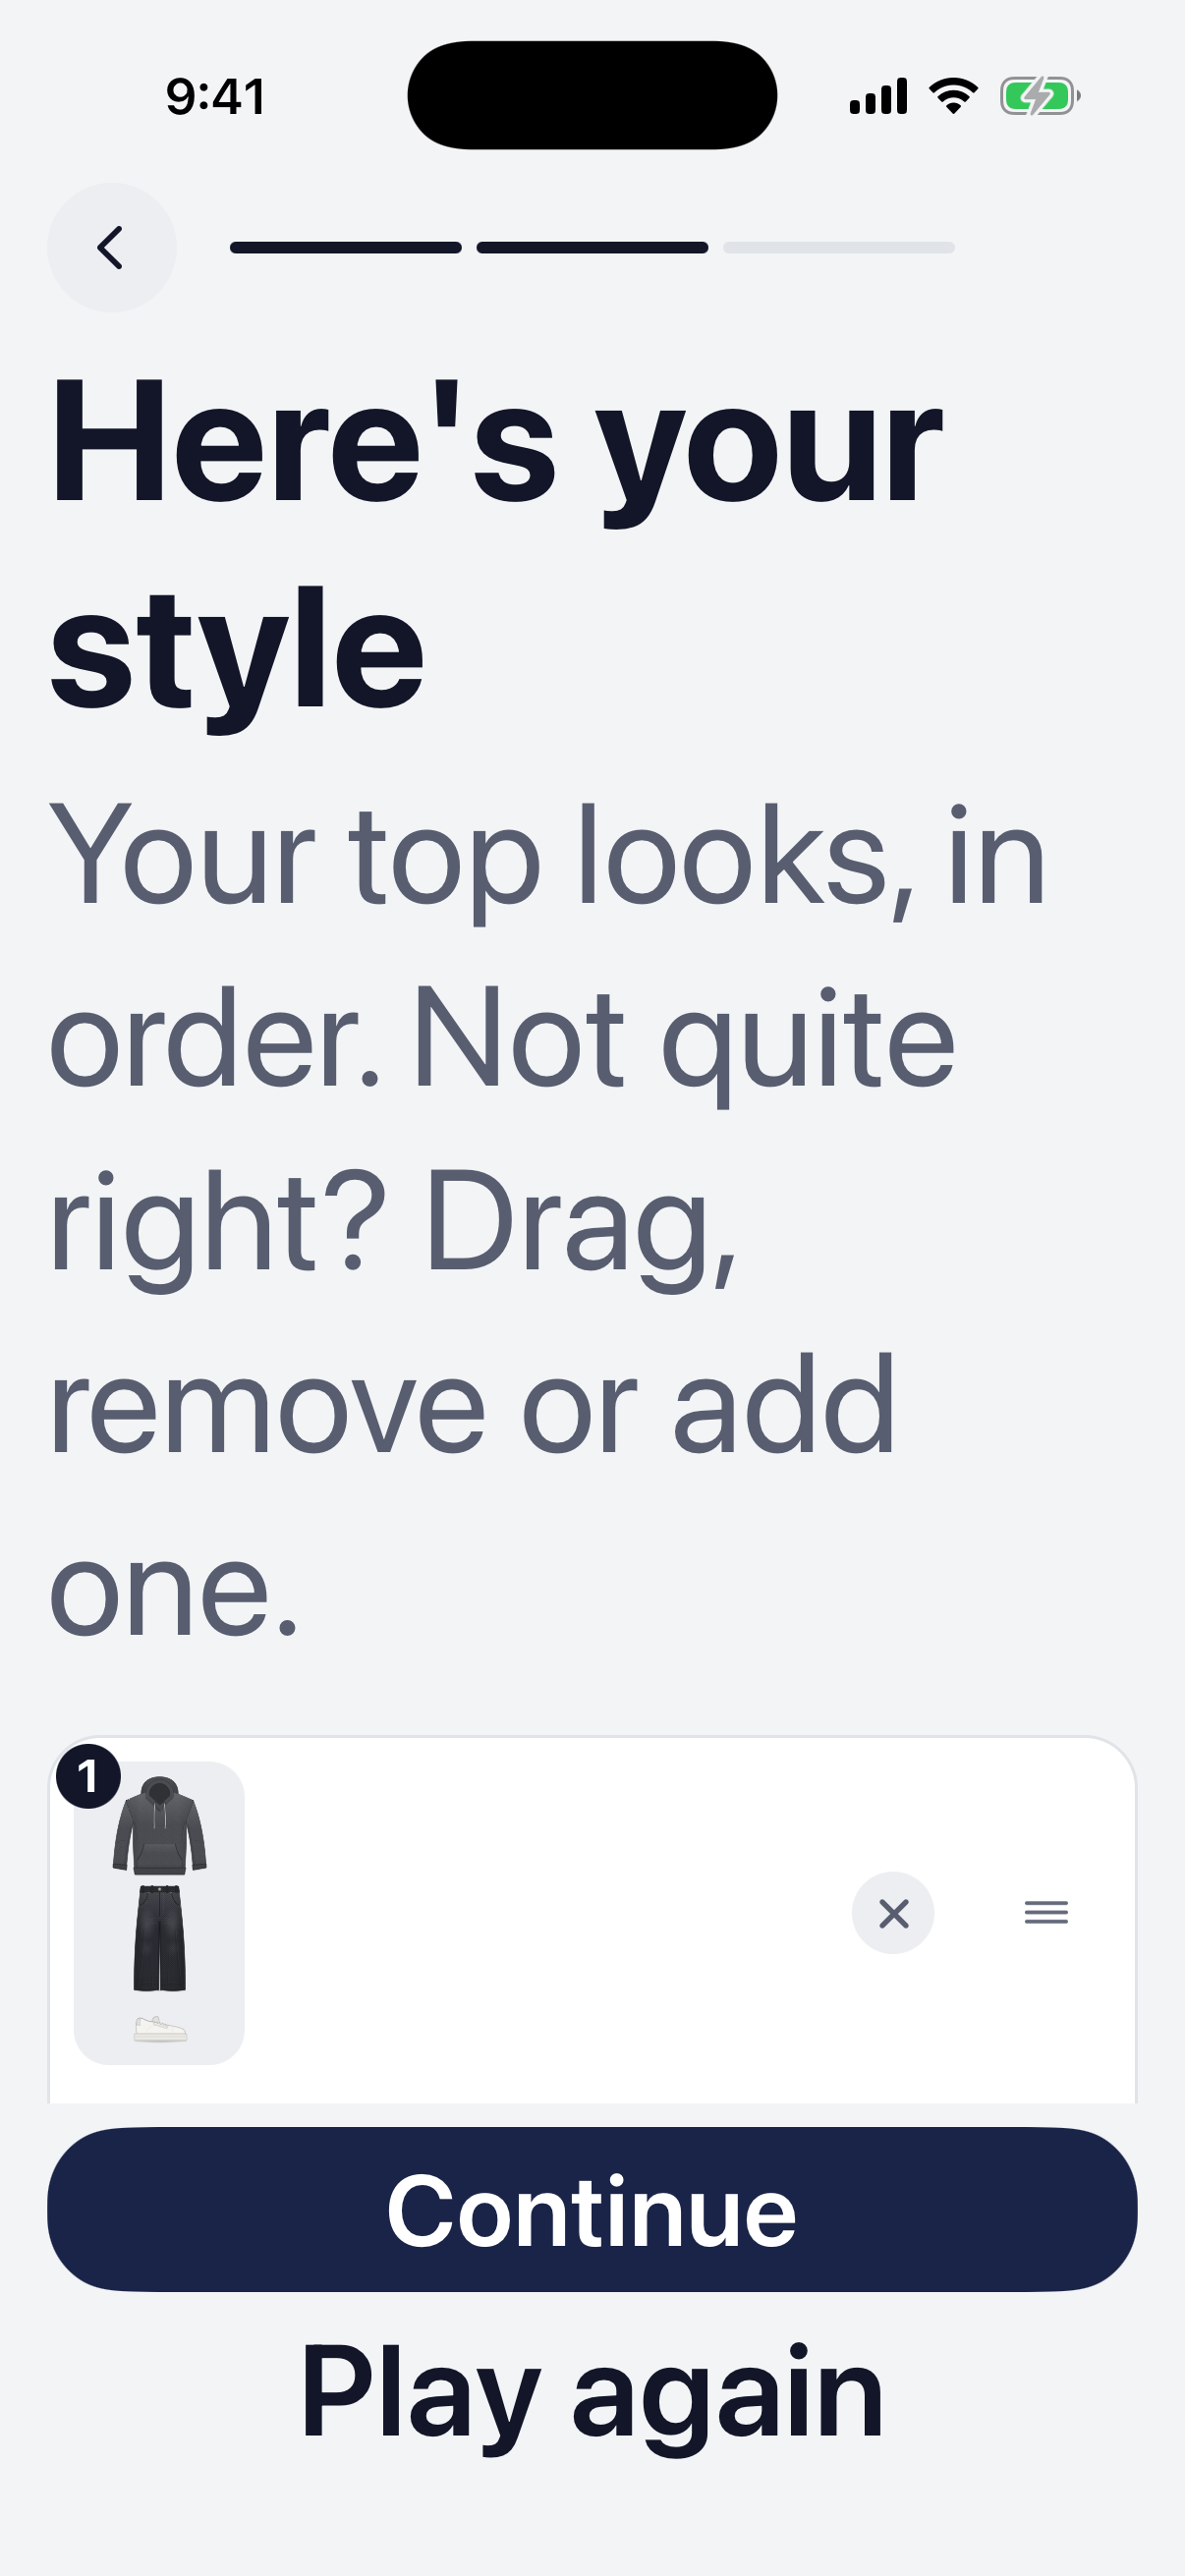 9:41
Here's your
style
Your top looks, in
order. Not quite
right? Drag,
remove or add
one.
1
Continue
Play again